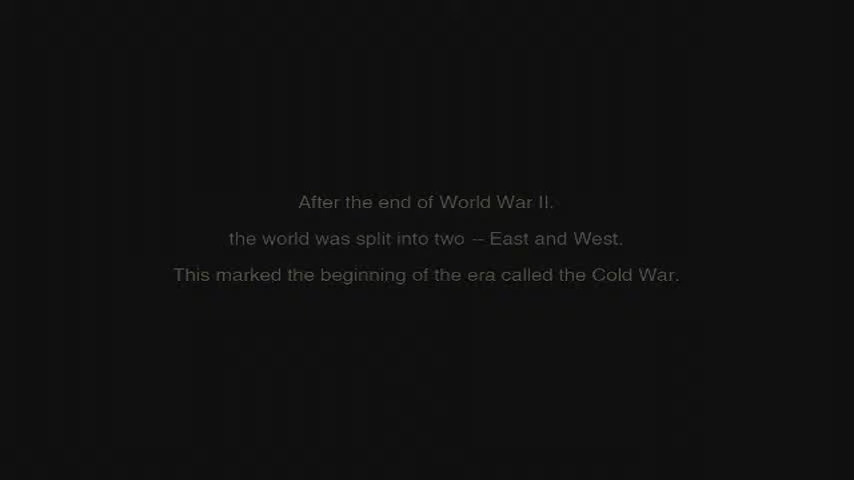 After the end of World War II.
the world was split into two -- East and West.
This marked the beginning of the era called the Cold War.